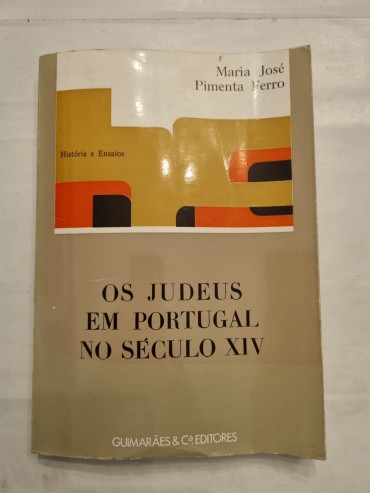 Maria José
Pimenta Ferro
História e Ensaios
OS JUDEUS
EM PORTUGAL
NO SÉCULO XIV
GUIMARÃES & Cª EDITORES